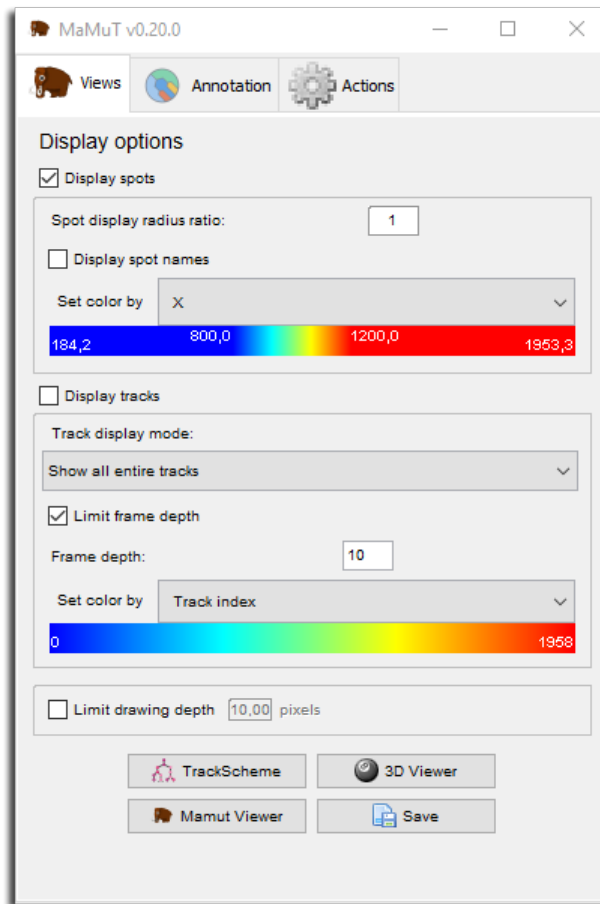 MaMuT v0.20.0
Views Annotation Actions
Display options
Display spots
Spot display radius ratio: 1
Display spot names
Set color by X
184,2 800,0 1200,0 1953,3
Display tracks
Track display mode:
Show all entire tracks
Limit frame depth
Frame depth: 10
Set color by Track index
0 1958
Limit drawing depth 10,00 pixels
TrackScheme 3D Viewer
Mamut Viewer Save